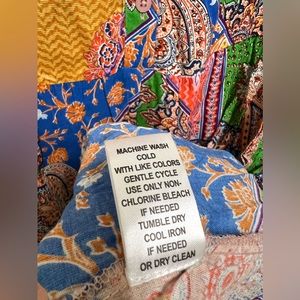 MACHINE WASH
COLD
WITH LIKE COLORS
GENTLE CYCLE
USE ONLY NON-
CHLORINE BLEACH
IF NEEDED
TUMBLE DRY
COOL IRON
IF NEEDED
OR DRY CLEAN